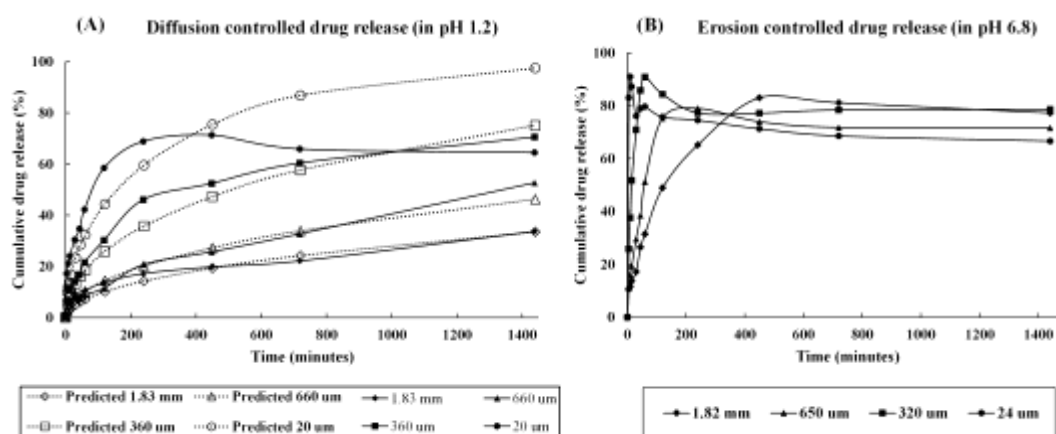 (A) Diffusion controlled drug release (in pH 1.2)
Cumulative drug release (%)
100
80
60
40
20
0
0 200 400 600 800 1000 1200 1400
Time (minutes)
Predicted 1.83 mm Predicted 660 um 1.83 mm 660 um
Predicted 360 um Predicted 20 um 360 um 20 um
(B) Erosion controlled drug release (in pH 6.8)
Cumulative drug release (%)
100
80
60
40
20
0
0 200 400 600 800 1000 1200 1400
Time (minutes)
1.82 mm 650 um 320 um 24 um